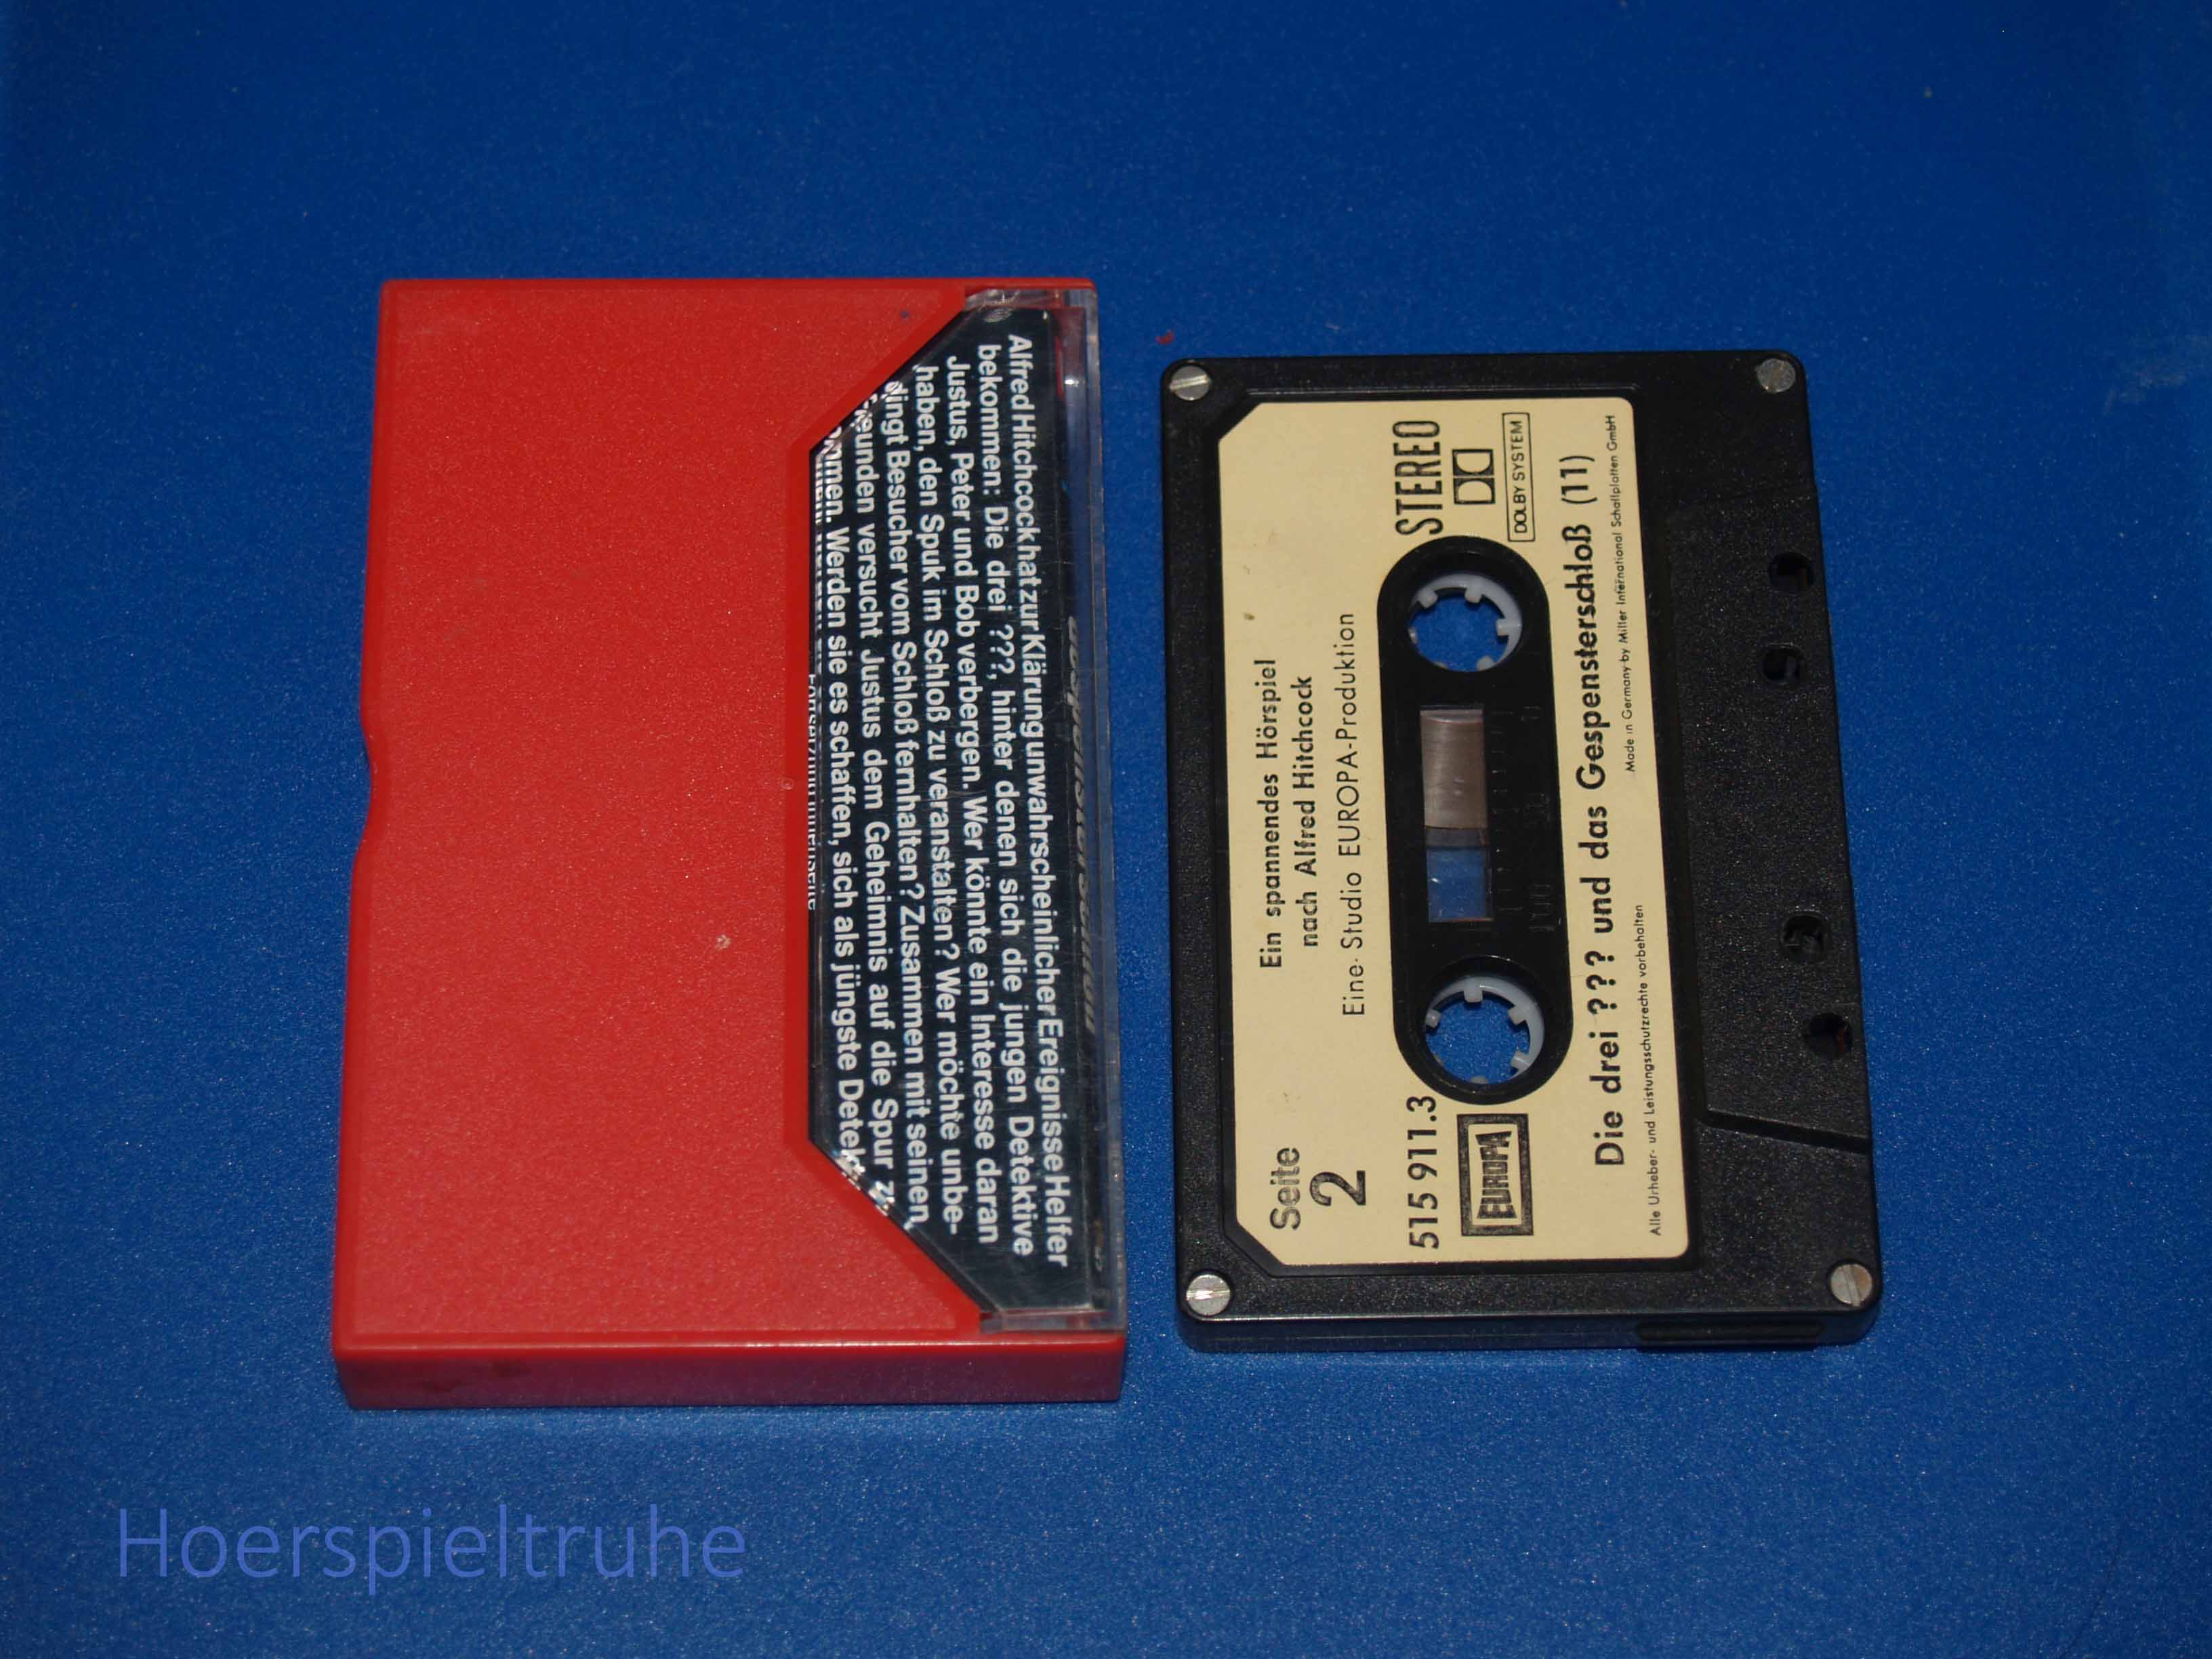 Alfred Hitchcock hat zur Klärung unwahrscheinlicher Ereignisse Helfer
bekommen: Die drei ???, hinter denen sich die jungen Detektive
Justus, Peter und Bob verbergen. Wer könnte ein Interesse daran
haben, den Spuk im Schloß zu veranstalten? Wer möchte unbe-
dingt Besucher vom Schloß fernhalten? Zusammen mit seinen
Freunden versucht Justus dem Geheimnis auf die Spur zu
kommen. Werden sie es schaffen, sich als jüngste Detek
Ein spannendes Hörspiel
nach Alfred Hitchcock
Eine Studio EUROPA-Produktion
Seite
2
515 911.3
EUROPA
STEREO
DOLBY SYSTEM
Die drei ??? und das Gespensterschloß (11)
Alle Urheber- und Leistungsschutzrechte vorbehalten
Made in Germany by Miller International Schallplatten GmbH
Hoerspieltruhe